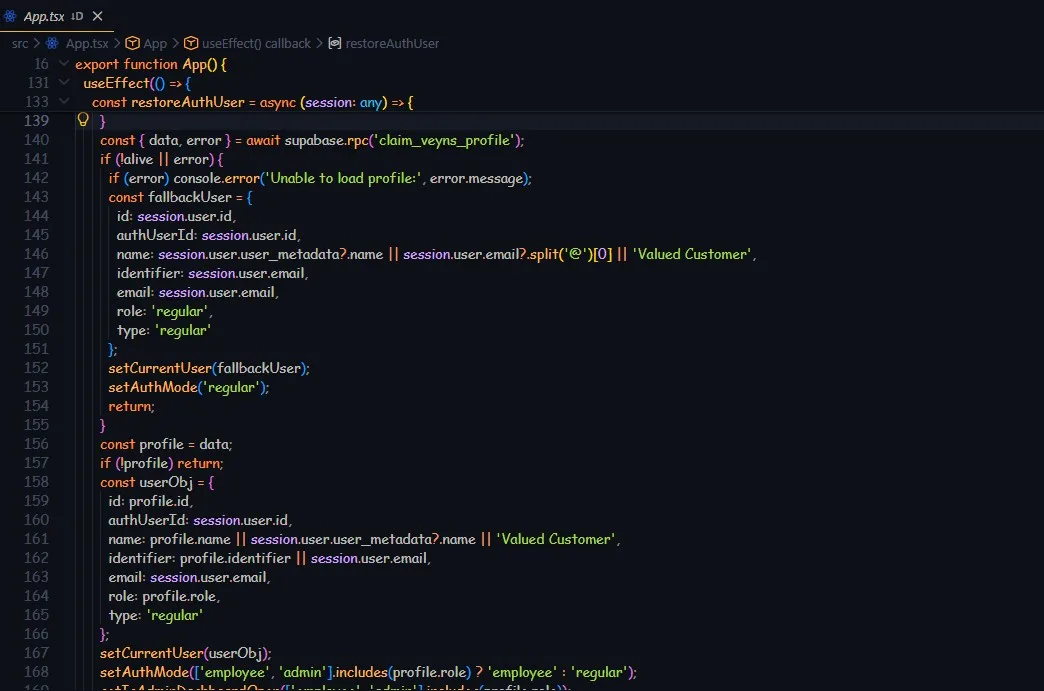 App.tsx ↓D ✕
src > App.tsx > App > useEffect() callback > restoreAuthUser
16 export function App() {
131 useEffect(() => {
133 const restoreAuthUser = async (session: any) => {
139 }
140 const { data, error } = await supabase.rpc('claim_veyns_profile');
141 if (!alive || error) {
142 if (error) console.error('Unable to load profile:', error.message);
143 const fallbackUser = {
144 id: session.user.id,
145 authUserId: session.user.id,
146 name: session.user.user_metadata?.name || session.user.email?.split('@')[0] || 'Valued Customer',
147 identifier: session.user.email,
148 email: session.user.email,
149 role: 'regular',
150 type: 'regular'
151 };
152 setCurrentUser(fallbackUser);
153 setAuthMode('regular');
154 return;
155 }
156 const profile = data;
157 if (!profile) return;
158 const userObj = {
159 id: profile.id,
160 authUserId: session.user.id,
161 name: profile.name || session.user.user_metadata?.name || 'Valued Customer',
162 identifier: profile.identifier || session.user.email,
163 email: session.user.email,
164 role: profile.role,
165 type: 'regular'
166 };
167 setCurrentUser(userObj);
168 setAuthMode(['employee', 'admin'].includes(profile.role) ? 'employee' : 'regular');
169 setIsAdminDashboardOpen(['employee', 'admin'].includes(profile.role));